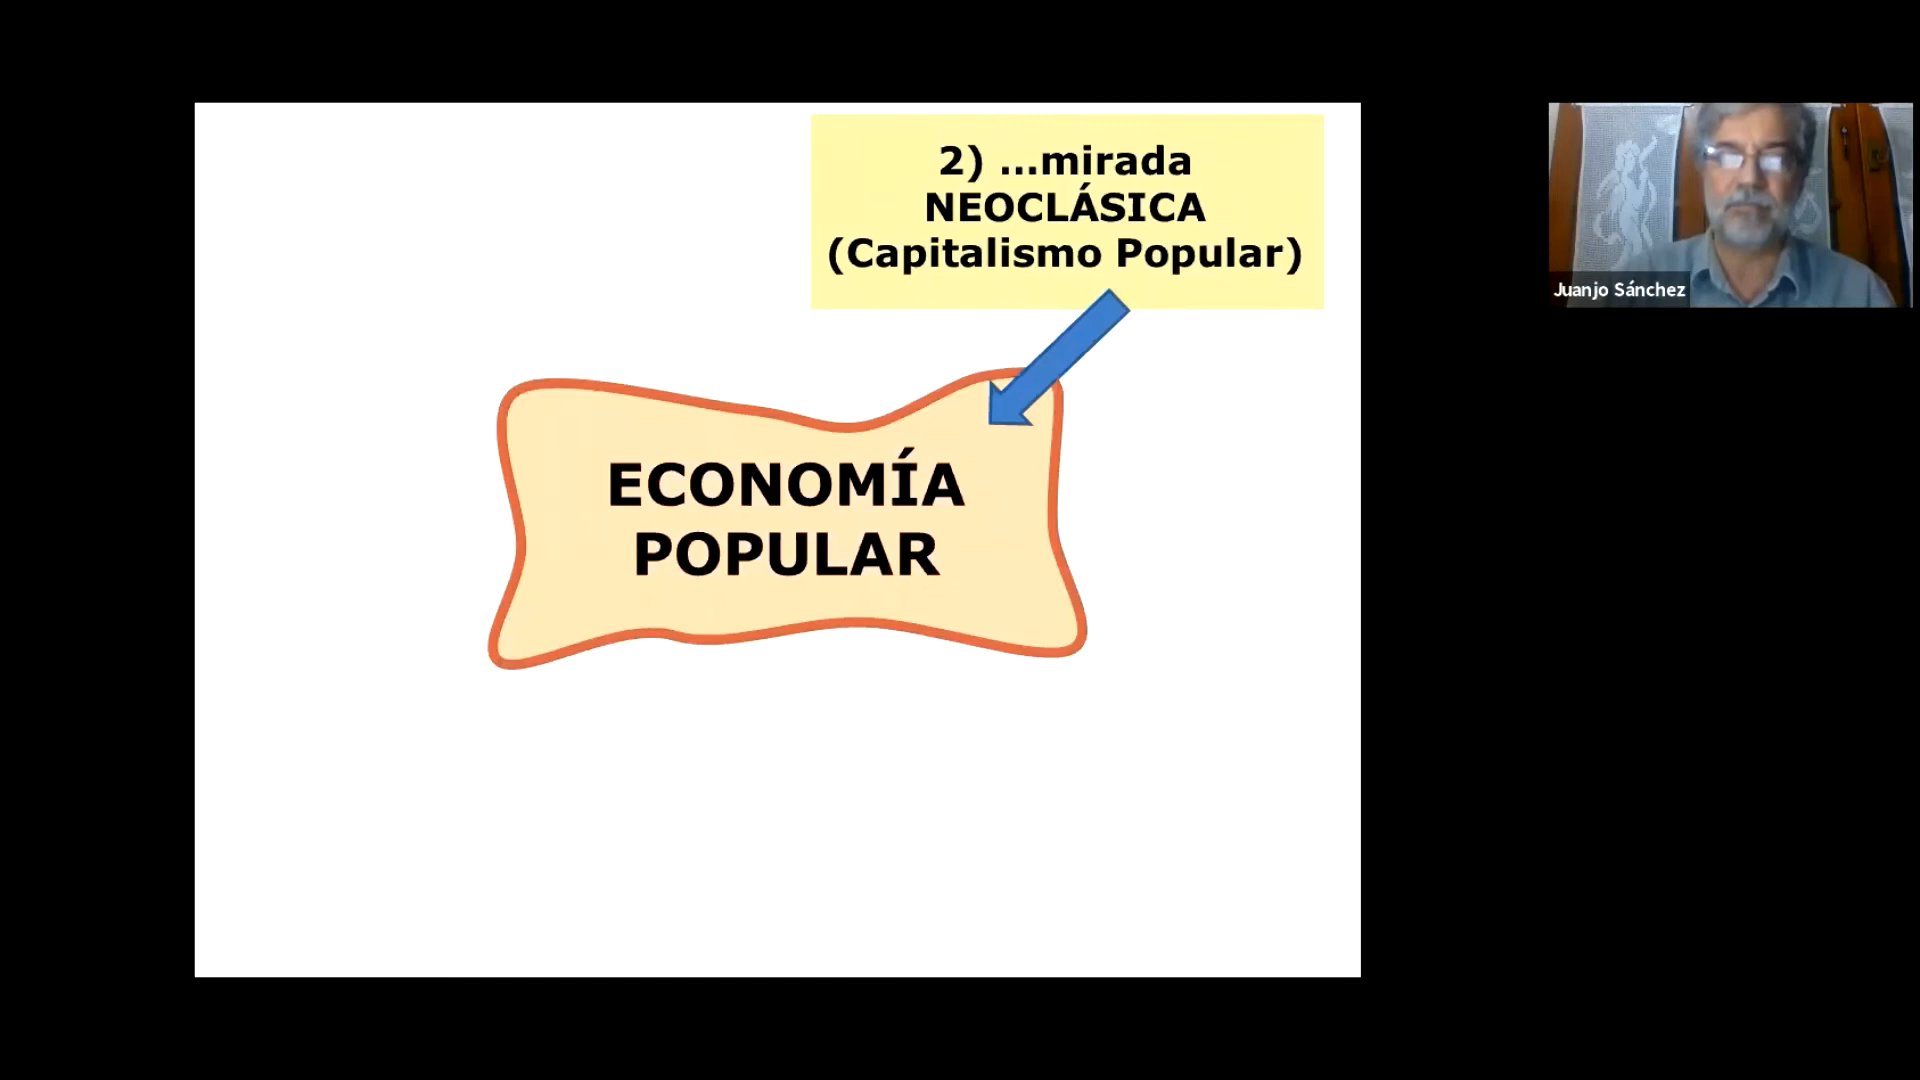 2) ...mirada
NEOCLÁSICA
(Capitalismo Popular)
ECONOMÍA
POPULAR
Juanjo Sánchez